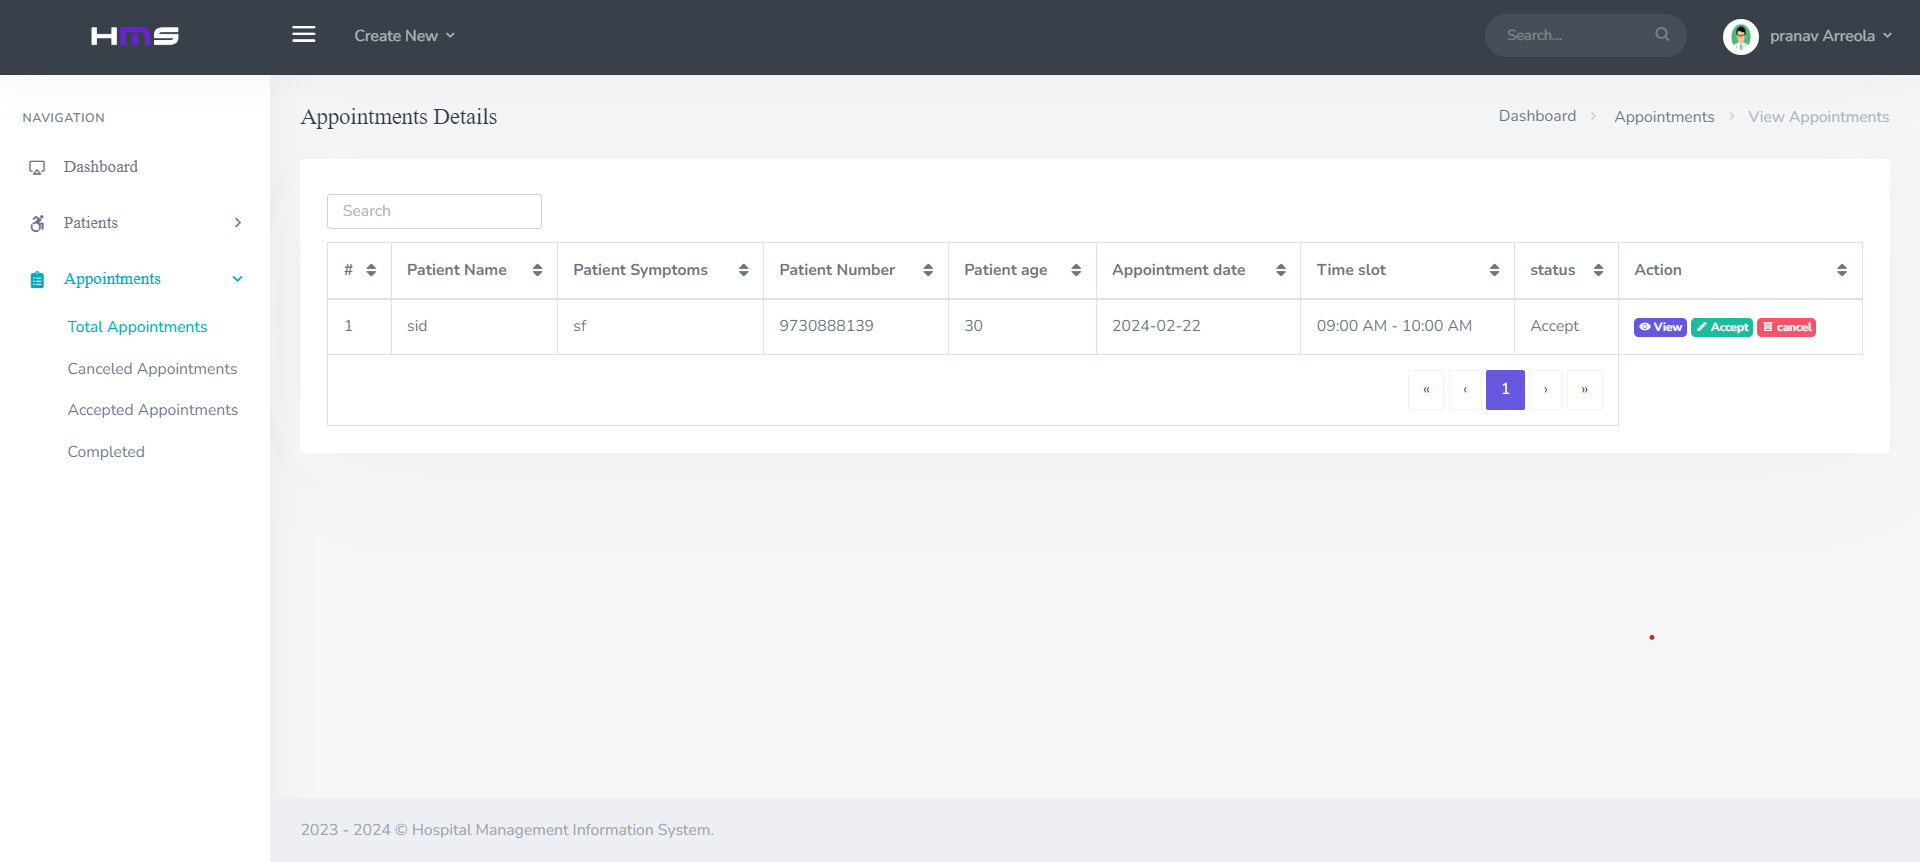 HMS
Create New
Search...
pranav Arreola
NAVIGATION
Dashboard
Patients
Appointments
Total Appointments
Canceled Appointments
Accepted Appointments
Completed
Appointments Details
Dashboard > Appointments > View Appointments
Search
# Patient Name Patient Symptoms Patient Number Patient age Appointment date Time slot status Action
1 sid sf 9730888139 30 2024-02-22 09:00 AM - 10:00 AM Accept View Accept cancel
« ‹ 1 › »
2023 - 2024 © Hospital Management Information System.